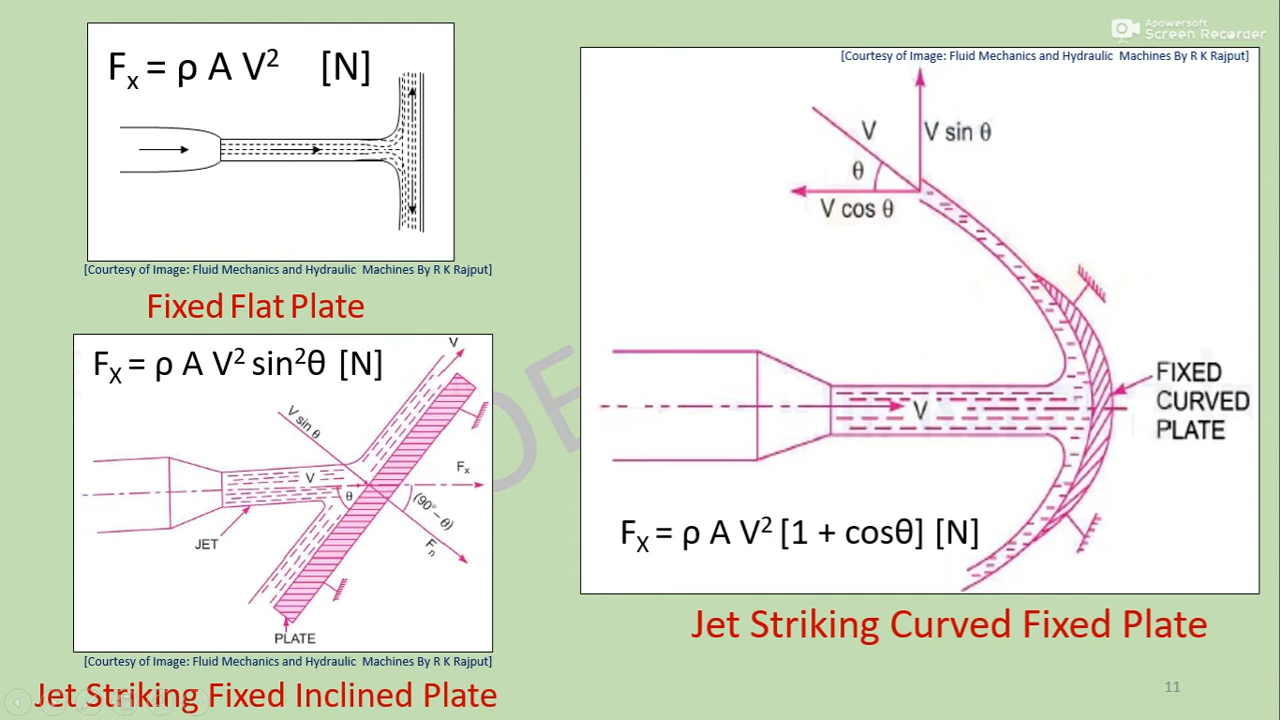 Apowersoft
Screen Recorder
Fₓ = ρ A V² [N]
[Courtesy of Image: Fluid Mechanics and Hydraulic Machines By R K Rajput]
Fixed Flat Plate
F_X = ρ A V² sin²θ [N]
V
V sin θ
V
θ
Fₓ
(90° – θ)
Fₙ
JET
PLATE
[Courtesy of Image: Fluid Mechanics and Hydraulic Machines By R K Rajput]
Jet Striking Fixed Inclined Plate
[Courtesy of Image: Fluid Mechanics and Hydraulic Machines By R K Rajput]
V
V sin θ
θ
V cos θ
V
FIXED
CURVED
PLATE
F_X = ρ A V² [1 + cosθ] [N]
Jet Striking Curved Fixed Plate
11